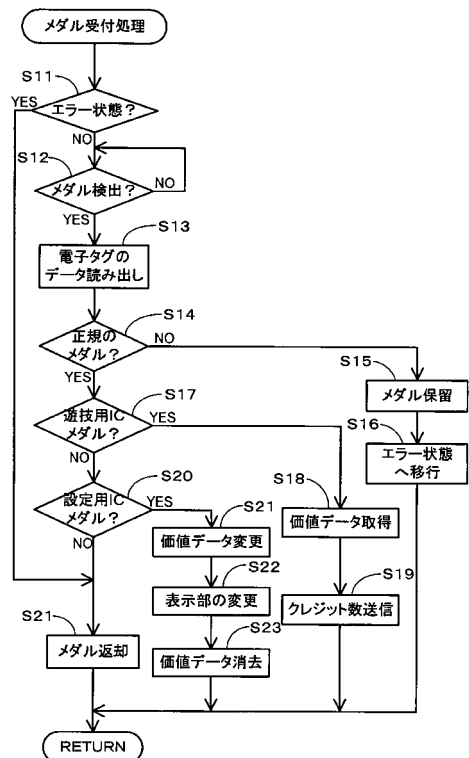 メダル受付処理
S11
YES
エラー状態?
NO
S12
メダル検出?
NO
YES
S13
電子タグの
データ読み出し
S14
正規の
メダル?
NO
YES
S15
メダル保留
S16
エラー状態
へ移行
S17
遊技用IC
メダル?
YES
NO
S18
価値データ取得
S19
クレジット数送信
S20
設定用IC
メダル?
YES
NO
S21
価値データ変更
S22
表示部の変更
S23
価値データ消去
S21
メダル返却
RETURN